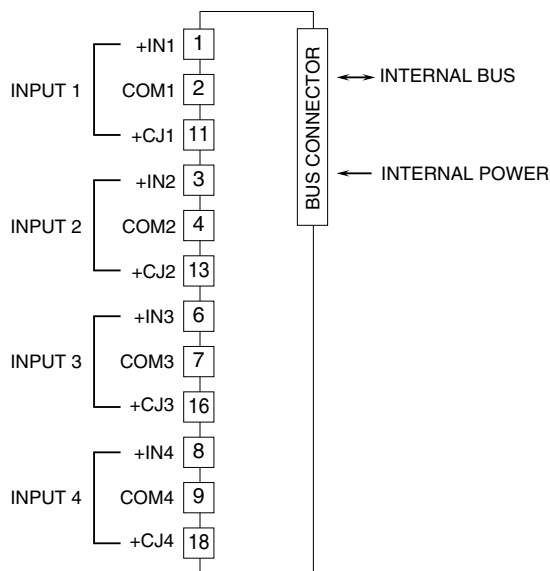 +IN1 1
INPUT 1 COM1 2
+CJ1 11
+IN2 3
INPUT 2 COM2 4
+CJ2 13
+IN3 6
INPUT 3 COM3 7
+CJ3 16
+IN4 8
INPUT 4 COM4 9
+CJ4 18
BUS CONNECTOR
INTERNAL BUS
INTERNAL POWER